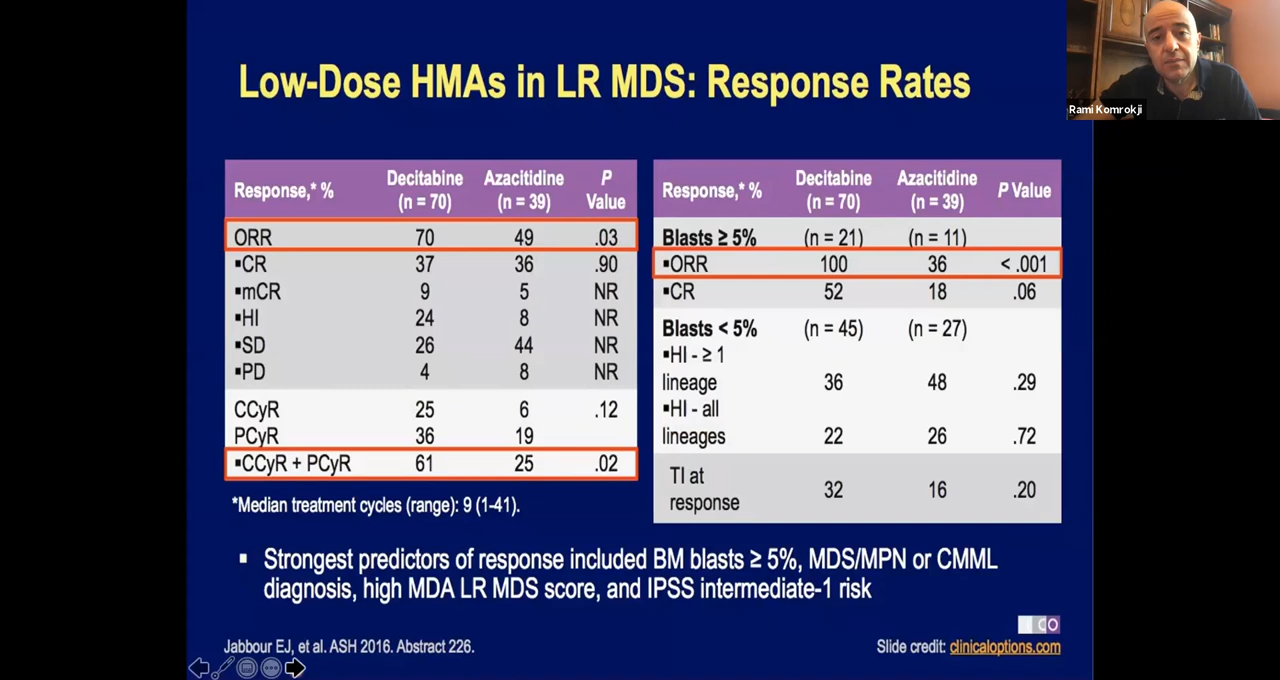 Rami Komrokji
Low-Dose HMAs in LR MDS: Response Rates
Response,* % Decitabine (n = 70) Azacitidine (n = 39) P Value
ORR 70 49 .03
▪CR 37 36 .90
▪mCR 9 5 NR
▪HI 24 8 NR
▪SD 26 44 NR
▪PD 4 8 NR
CCyR 25 6 .12
PCyR 36 19
▪CCyR + PCyR 61 25 .02
*Median treatment cycles (range): 9 (1-41).
Response,* % Decitabine (n = 70) Azacitidine (n = 39) P Value
Blasts ≥ 5% (n = 21) (n = 11)
▪ORR 100 36 < .001
▪CR 52 18 .06
Blasts < 5% (n = 45) (n = 27)
▪HI - ≥ 1
lineage 36 48 .29
▪HI - all
lineages 22 26 .72
TI at
response 32 16 .20
▪ Strongest predictors of response included BM blasts ≥ 5%, MDS/MPN or CMML
diagnosis, high MDA LR MDS score, and IPSS intermediate-1 risk
CO
Jabbour EJ, et al. ASH 2016. Abstract 226.
Slide credit: clinicaloptions.com